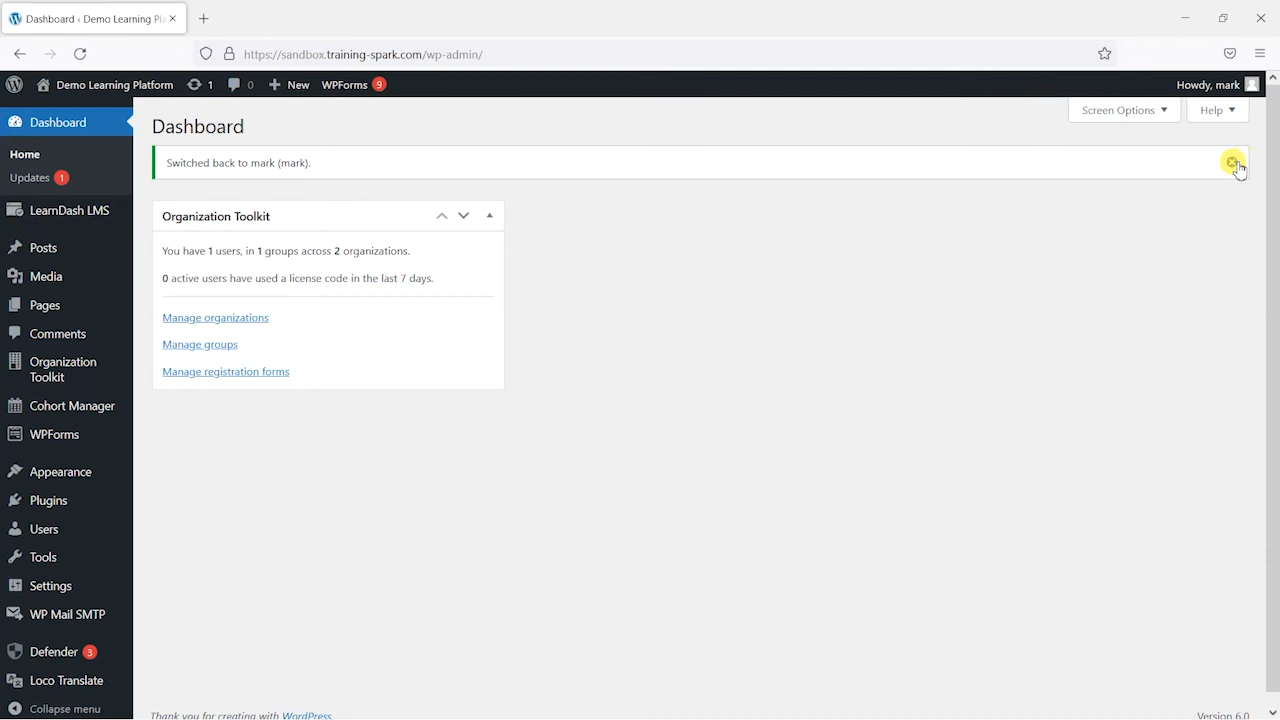 Dashboard ‹ Demo Learning Pla
https://sandbox.training-spark.com/wp-admin/
Demo Learning Platform 1 0 New WPForms 9 Howdy, mark
Screen Options Help
Dashboard
Home
Updates 1
LearnDash LMS
Posts
Media
Pages
Comments
Organization
Toolkit
Cohort Manager
WPForms
Appearance
Plugins
Users
Tools
Settings
WP Mail SMTP
Defender 3
Loco Translate
Collapse menu
Dashboard
Switched back to mark (mark).
Organization Toolkit
You have 1 users, in 1 groups across 2 organizations.
0 active users have used a license code in the last 7 days.
Manage organizations
Manage groups
Manage registration forms
Thank you for creating with WordPress.
Version 6.0